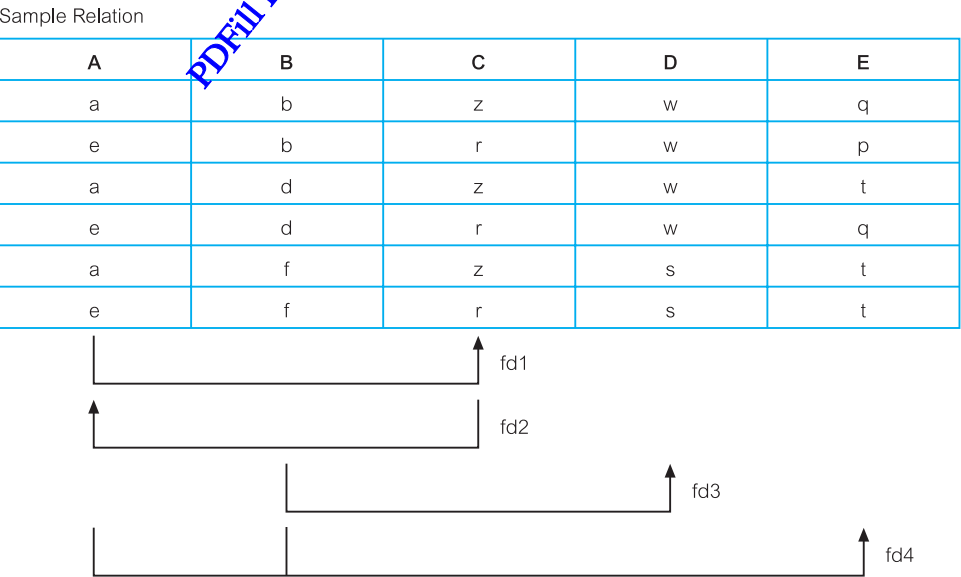 Sample Relation
PDFill
A B C D E
a b z w q
e b r w p
a d z w t
e d r w q
a f z s t
e f r s t
fd1
fd2
fd3
fd4